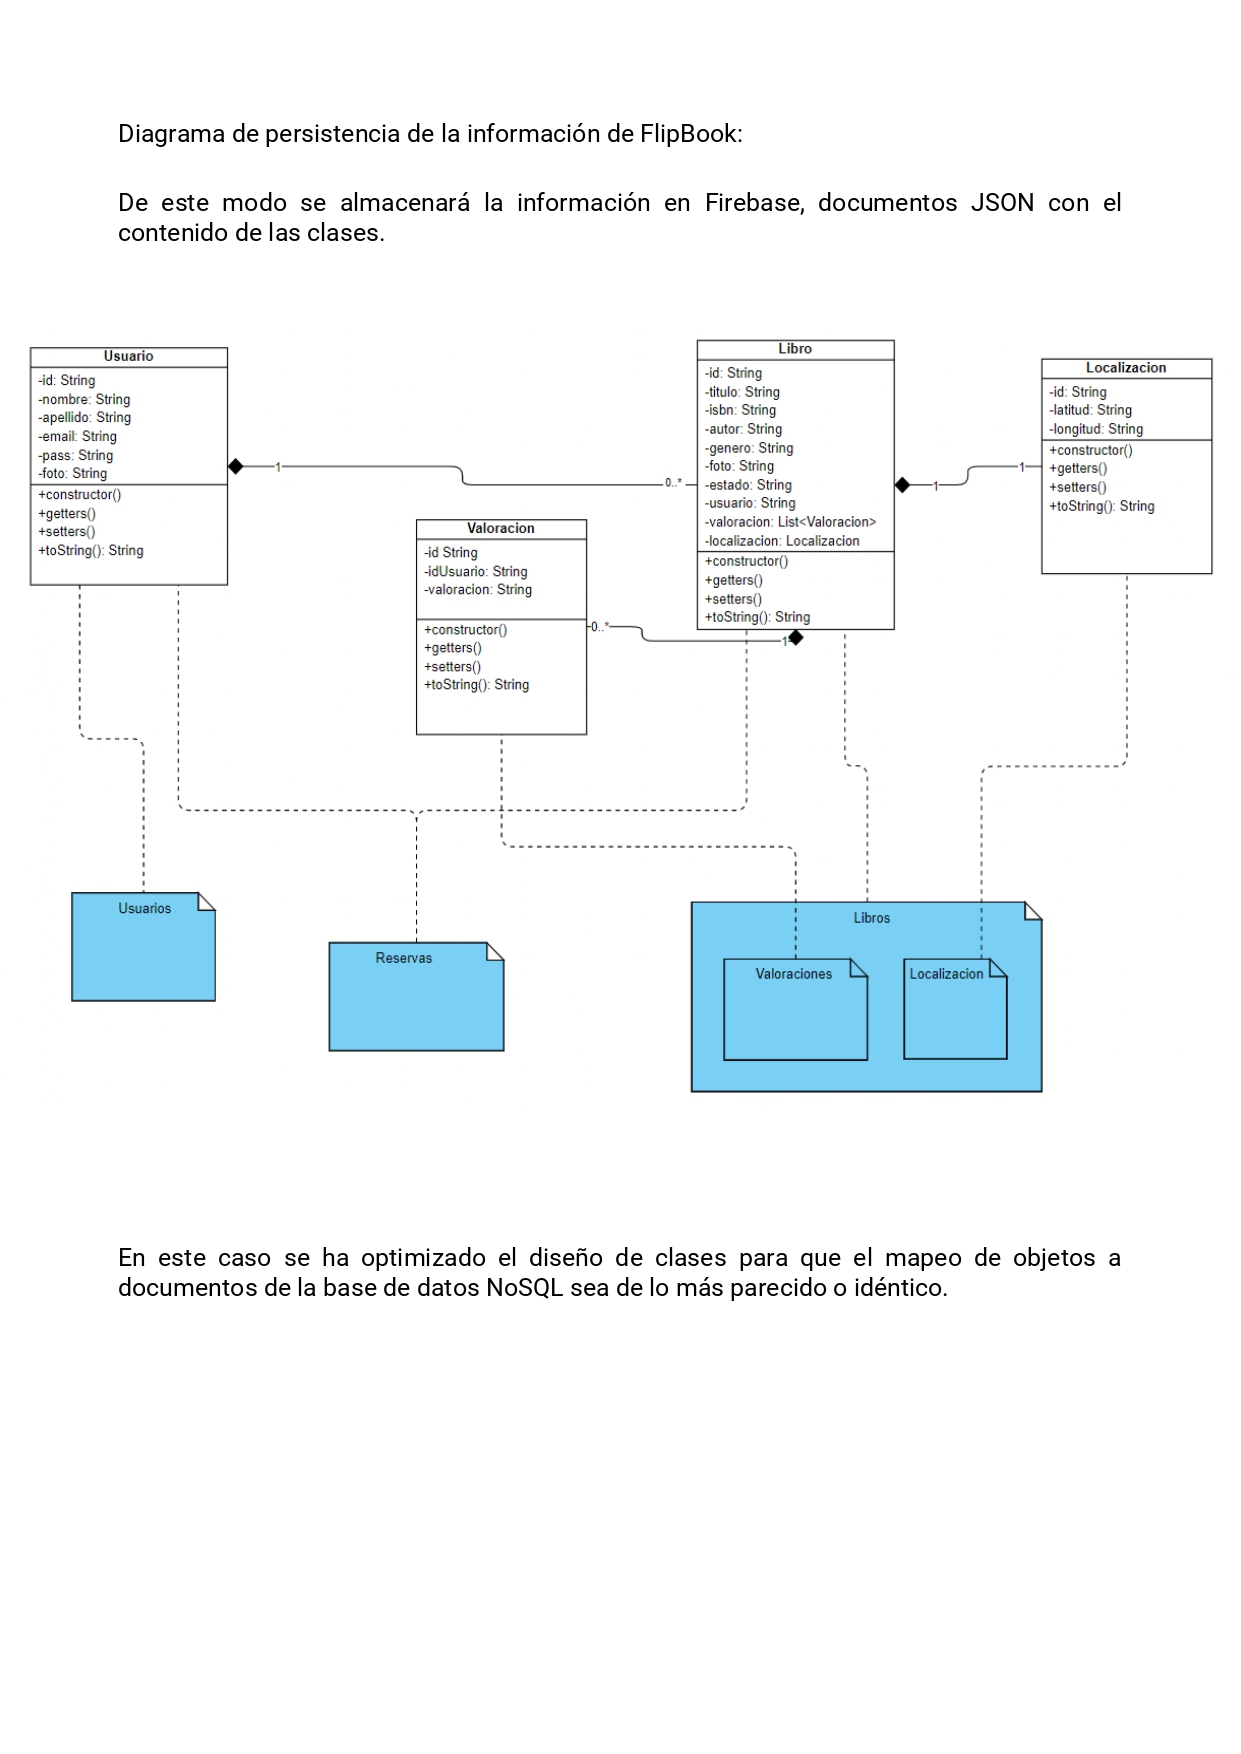 Diagrama de persistencia de la información de FlipBook:
De este modo se almacenará la información en Firebase, documentos JSON con el
contenido de las clases.
Usuario
-id: String
-nombre: String
-apellido: String
-email: String
-pass: String
-foto: String
+constructor()
+getters()
+setters()
+toString(): String
1
0..*
Valoracion
-id String
-idUsuario: String
-valoracion: String
+constructor()
+getters()
+setters()
+toString(): String
0..*
1
Libro
-id: String
-titulo: String
-isbn: String
-autor: String
-genero: String
-foto: String
-estado: String
-usuario: String
-valoracion: List<Valoracion>
-localizacion: Localizacion
+constructor()
+getters()
+setters()
+toString(): String
1
1
Localizacion
-id: String
-latitud: String
-longitud: String
+constructor()
+getters()
+setters()
+toString(): String
Usuarios
Reservas
Libros
Valoraciones
Localizacion
En este caso se ha optimizado el diseño de clases para que el mapeo de objetos a
documentos de la base de datos NoSQL sea de lo más parecido o idéntico.